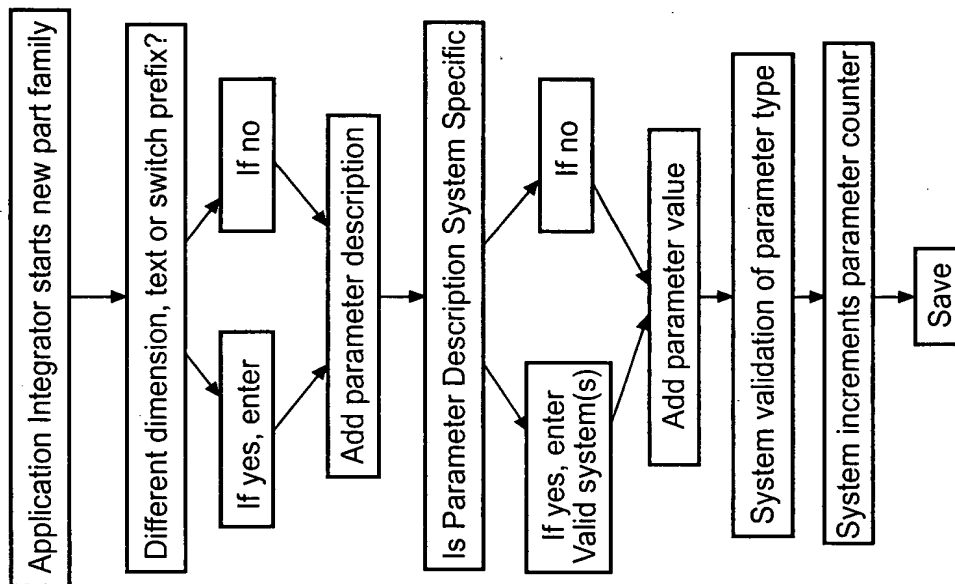 Application Integrator starts new part family
Different dimension, text or switch prefix?
If yes, enter
If no
Add parameter description
Is Parameter Description System Specific
If yes, enter
Valid system(s)
If no
Add parameter value
System validation of parameter type
System increments parameter counter
Save